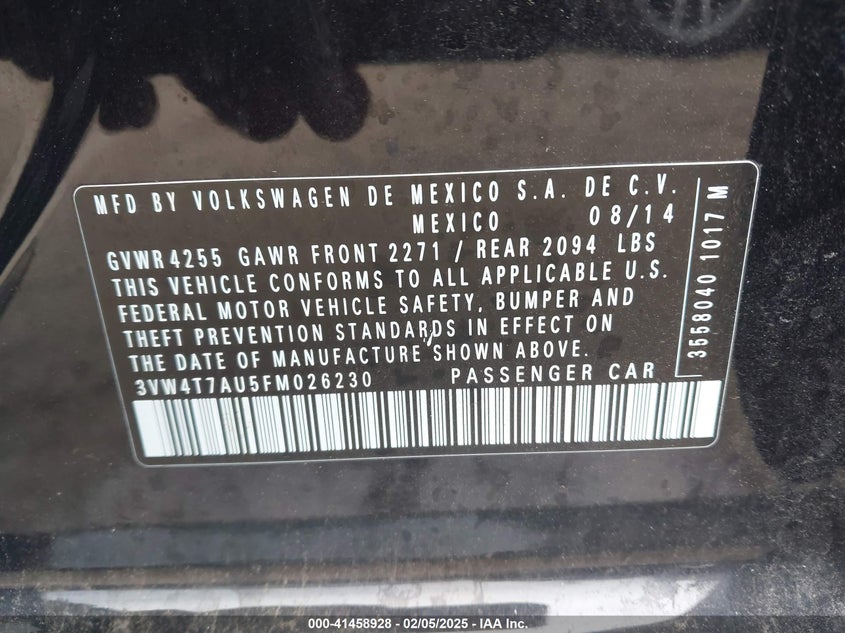 MFD BY VOLKSWAGEN DE MEXICO S.A. DE C.V.
MEXICO 08/14
GVWR 4255 GAWR FRONT 2271 / REAR 2094 LBS
THIS VEHICLE CONFORMS TO ALL APPLICABLE U.S.
FEDERAL MOTOR VEHICLE SAFETY, BUMPER AND
THEFT PREVENTION STANDARDS IN EFFECT ON
THE DATE OF MANUFACTURE SHOWN ABOVE.
3VW4T7AU5FM026230 PASSENGER CAR
3558040 1017 M
000-41458928 - 02/05/2025 - IAA Inc.